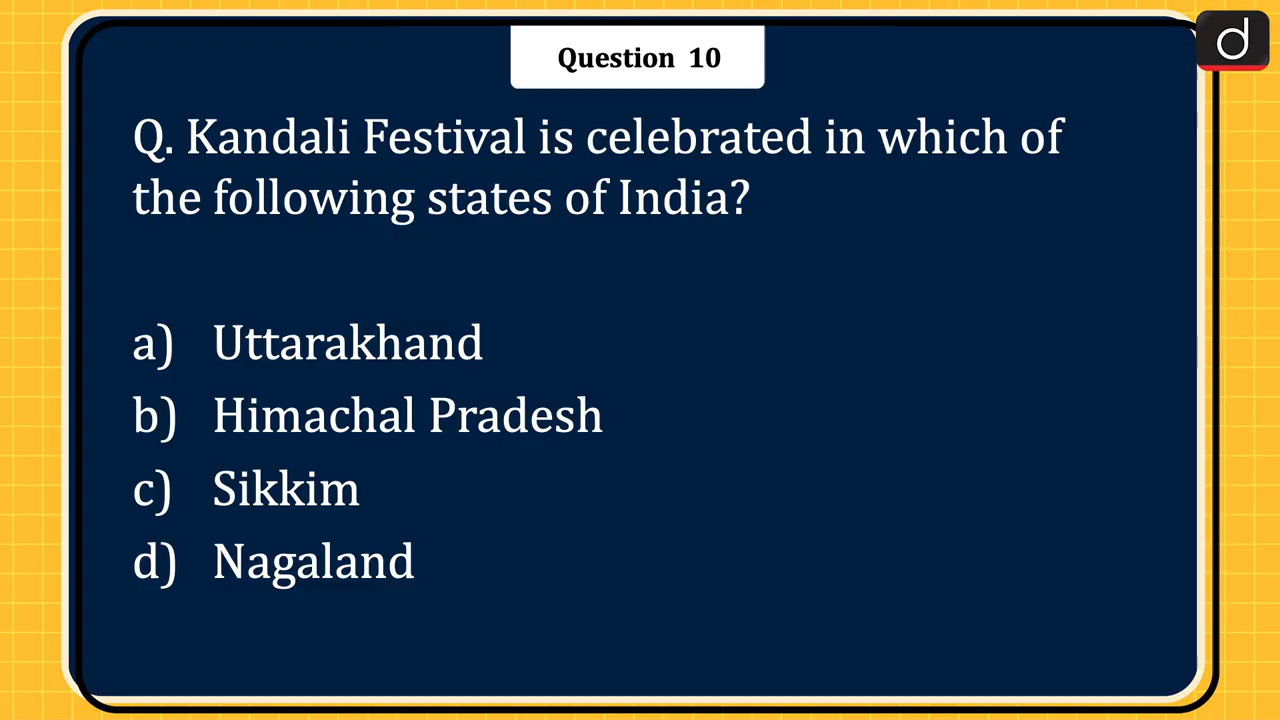 Question 10
d
Q. Kandali Festival is celebrated in which of
the following states of India?
a) Uttarakhand
b) Himachal Pradesh
c) Sikkim
d) Nagaland